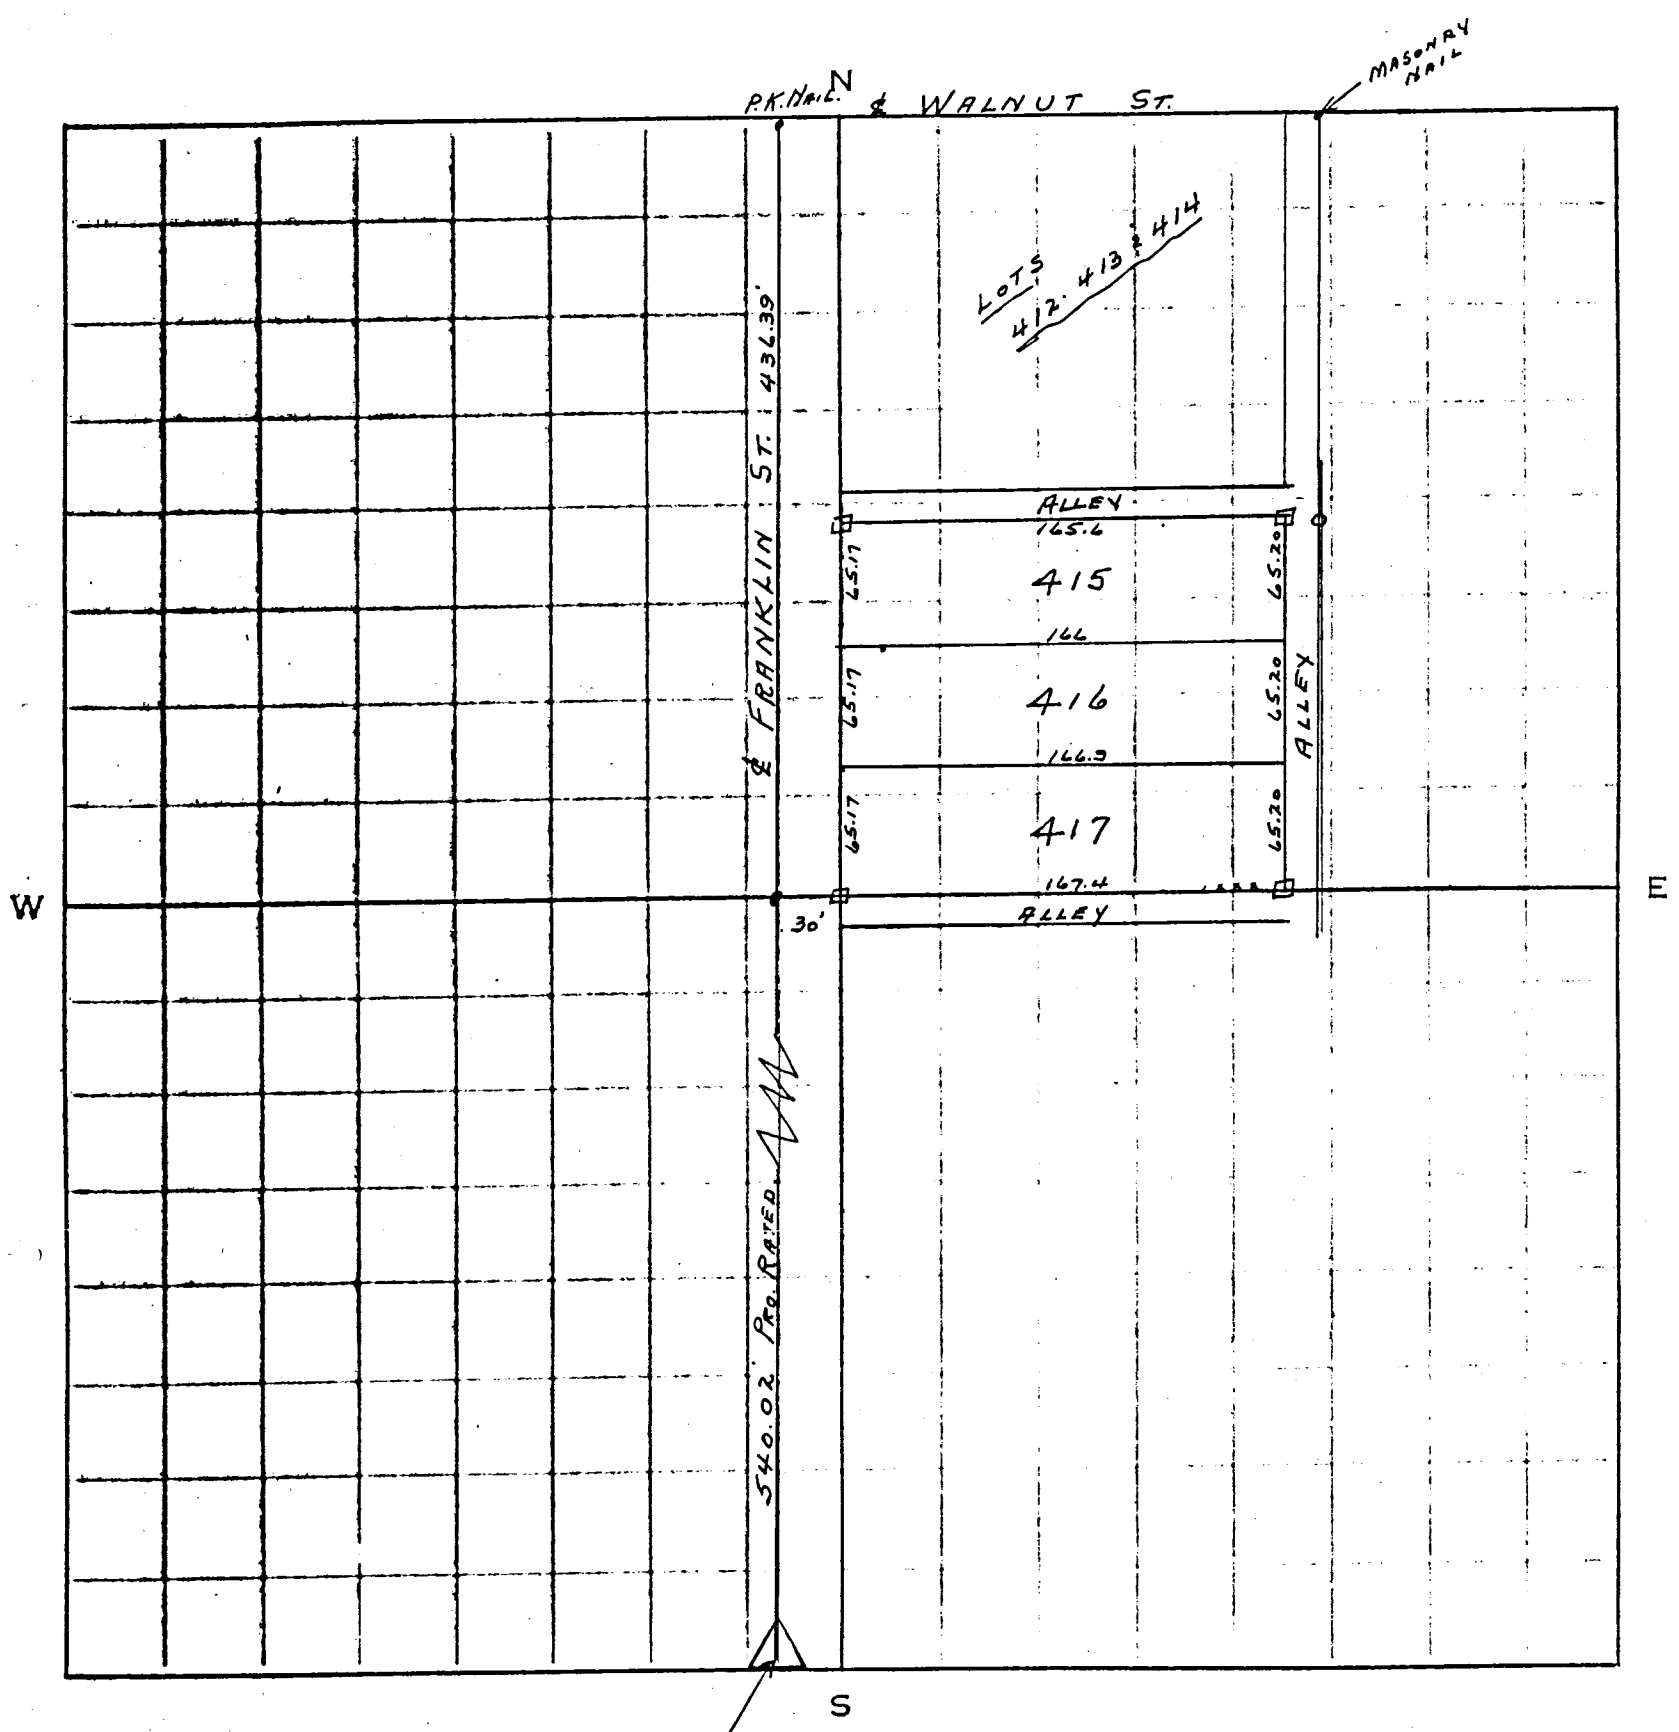 MASONRY
NAIL
N
P.K. NAIL.
℄ WALNUT ST.
LOTS
412. 413 & 414
℄ FRANKLIN ST. 436.39'
ALLEY
165.6
65.17
415
65.20
166
65.17
416
65.20
ALLEY
166.9
65.17
417
65.20
167.4
W
E
30'
ALLEY
540.02' PRO. RATED.
S